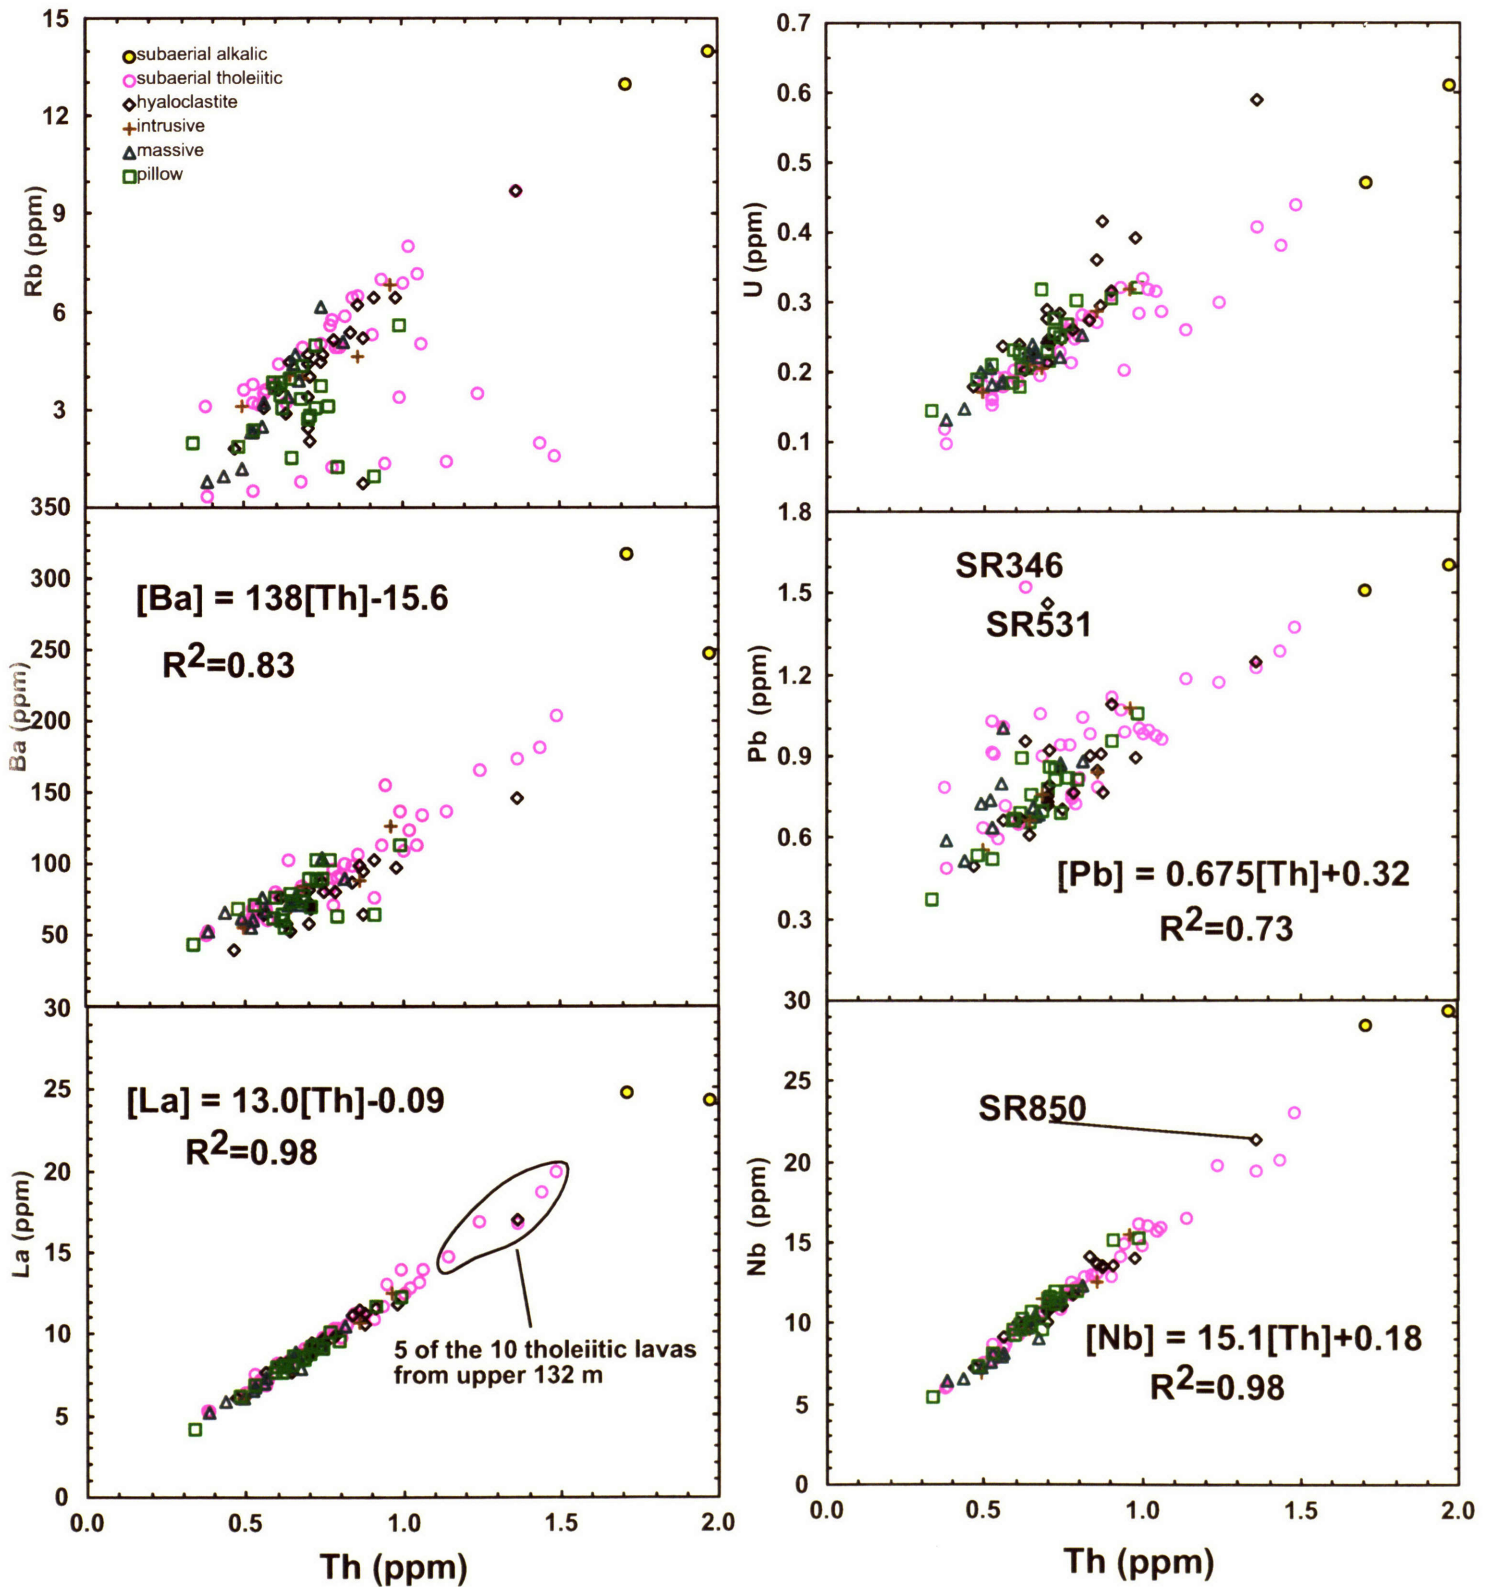 15
12
9
6
3
350
Rb (ppm)
subaerial alkalic
subaerial tholeiitic
hyaloclastite
intrusive
massive
pillow
0.7
0.6
0.5
0.4
0.3
0.2
0.1
1.8
U (ppm)
300
250
200
150
100
50
30
Ba (ppm)
[Ba] = 138[Th]-15.6
R2=0.83
1.5
1.2
0.9
0.6
0.3
30
Pb (ppm)
SR346
SR531
[Pb] = 0.675[Th]+0.32
R2=0.73
25
20
15
10
5
0
La (ppm)
[La] = 13.0[Th]-0.09
R2=0.98
5 of the 10 tholeiitic lavas
from upper 132 m
0.0 0.5 1.0 1.5 2.0
Th (ppm)
25
20
15
10
5
0
Nb (ppm)
SR850
[Nb] = 15.1[Th]+0.18
R2=0.98
0.0 0.5 1.0 1.5 2.0
Th (ppm)